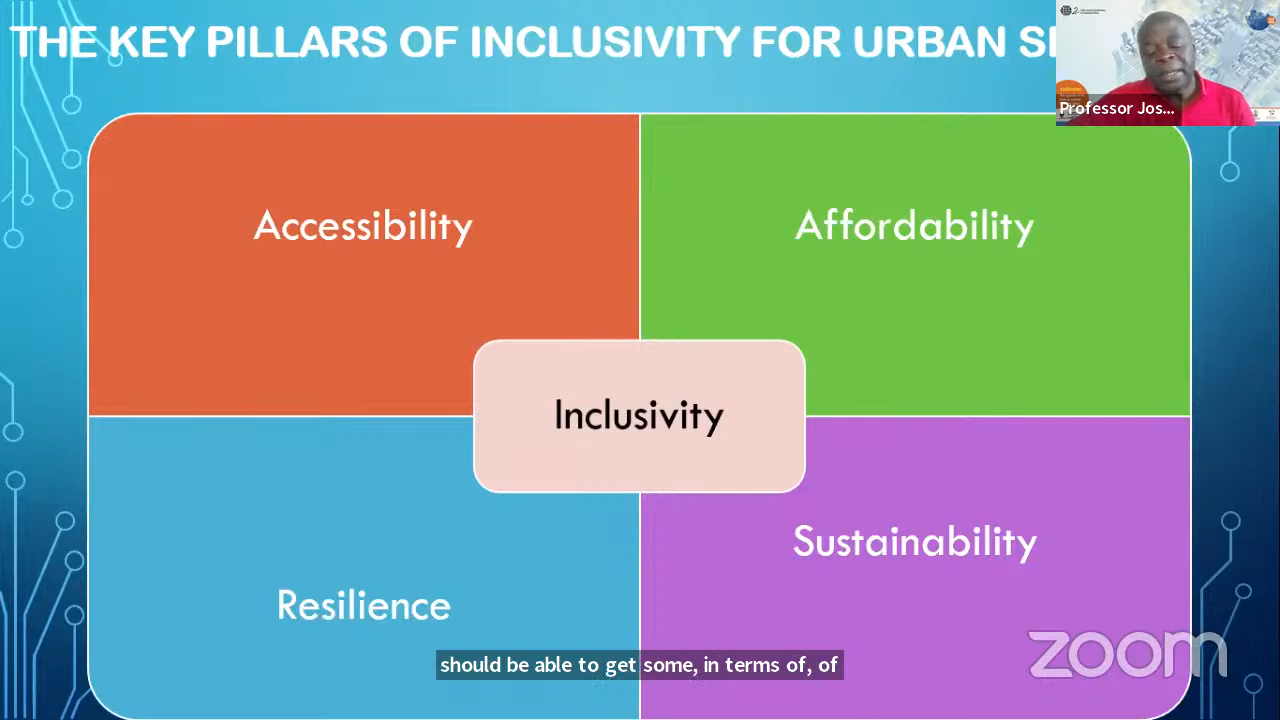 THE KEY PILLARS OF INCLUSIVITY FOR URBAN
Professor Jos...
Accessibility
Affordability
Inclusivity
Sustainability
Resilience
should be able to get some, in terms of, of
zoom